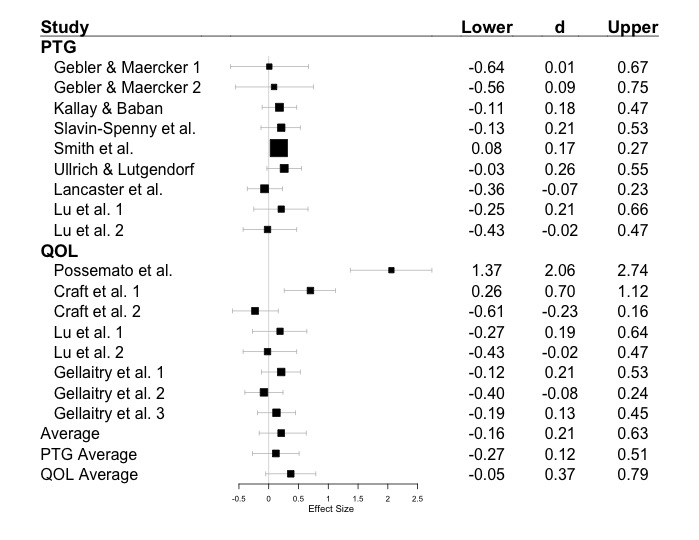 Study Lower d Upper
PTG
Gebler & Maercker 1 -0.64 0.01 0.67
Gebler & Maercker 2 -0.56 0.09 0.75
Kallay & Baban -0.11 0.18 0.47
Slavin-Spenny et al. -0.13 0.21 0.53
Smith et al. 0.08 0.17 0.27
Ullrich & Lutgendorf -0.03 0.26 0.55
Lancaster et al. -0.36 -0.07 0.23
Lu et al. 1 -0.25 0.21 0.66
Lu et al. 2 -0.43 -0.02 0.47
QOL
Possemato et al. 1.37 2.06 2.74
Craft et al. 1 0.26 0.70 1.12
Craft et al. 2 -0.61 -0.23 0.16
Lu et al. 1 -0.27 0.19 0.64
Lu et al. 2 -0.43 -0.02 0.47
Gellaitry et al. 1 -0.12 0.21 0.53
Gellaitry et al. 2 -0.40 -0.08 0.24
Gellaitry et al. 3 -0.19 0.13 0.45
Average -0.16 0.21 0.63
PTG Average -0.27 0.12 0.51
QOL Average -0.05 0.37 0.79
-0.5 0 0.5 1 1.5 2 2.5
Effect Size